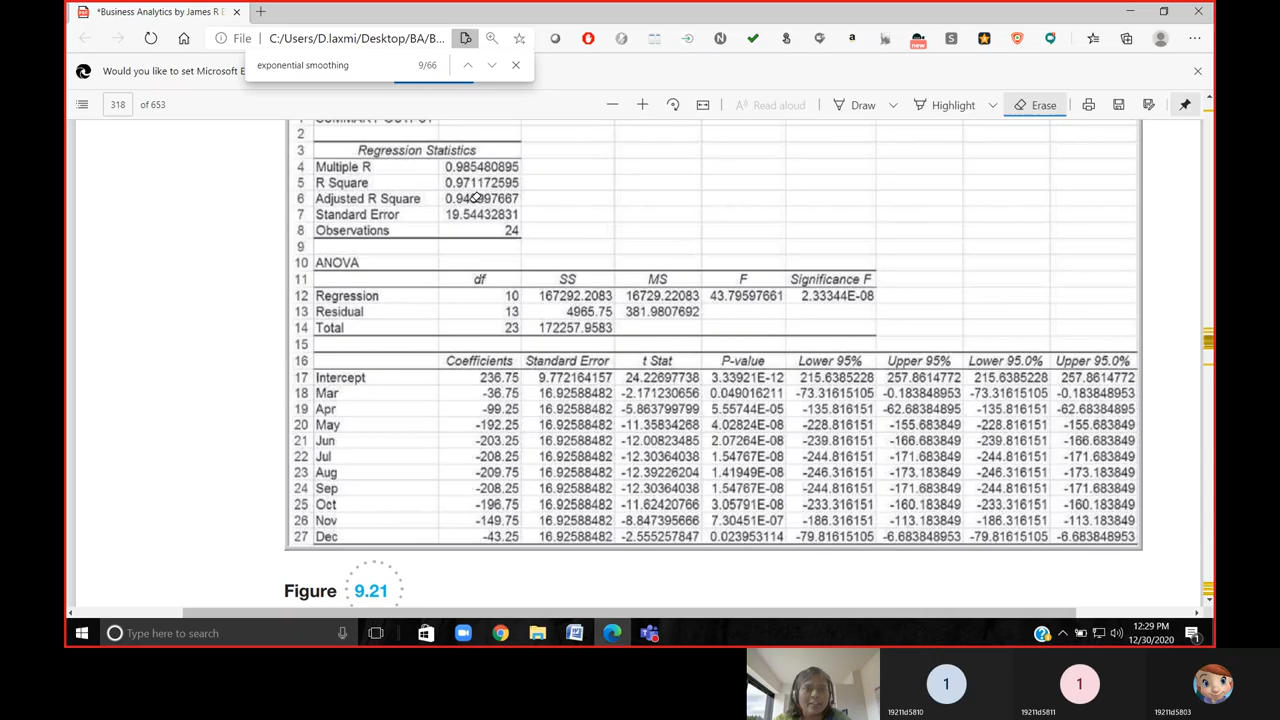 *Business Analytics by James R E
File
C:/Users/D.laxmi/Desktop/BA/B...
new
exponential smoothing 9/66
Would you like to set Microsoft E
318 of 653
Read aloud
Draw
Highlight
Erase
1 SUMMARY OUTPUT
2
3 Regression Statistics
4 Multiple R 0.985480895
5 R Square 0.971172595
6 Adjusted R Square
7 Standard Error 19.54432831
8 Observations 24
9
10 ANOVA
11 df SS MS F Significance F
12 Regression 10 167292.2083 16729.22083 43.79597661 2.33344E-08
13 Residual 13 4965.75 381.9807692
14 Total 23 172257.9583
15
16 Coefficients Standard Error t Stat P-value Lower 95% Upper 95% Lower 95.0% Upper 95.0%
17 Intercept 236.75 9.772164157 24.22697738 3.33921E-12 215.6385228 257.8614772 215.6385228 257.8614772
18 Mar -36.75 16.92588482 -2.171230656 0.049016211 -73.31615105 -0.183848953 -73.31615105 -0.183848953
19 Apr -99.25 16.92588482 -5.863799799 5.55744E-05 -135.816151 -62.68384895 -135.816151 -62.68384895
20 May -192.25 16.92588482 -11.35834268 4.02824E-08 -228.816151 -155.683849 -228.816151 -155.683849
21 Jun -203.25 16.92588482 -12.00823485 2.07264E-08 -239.816151 -166.683849 -239.816151 -166.683849
22 Jul -208.25 16.92588482 -12.30364038 1.54767E-08 -244.816151 -171.683849 -244.816151 -171.683849
23 Aug -209.75 16.92588482 -12.39226204 1.41949E-08 -246.316151 -173.183849 -246.316151 -173.183849
24 Sep -208.25 16.92588482 -12.30364038 1.54767E-08 -244.816151 -171.683849 -244.816151 -171.683849
25 Oct -196.75 16.92588482 -11.62420766 3.05791E-08 -233.316151 -160.183849 -233.316151 -160.183849
26 Nov -149.75 16.92588482 -8.847395666 7.30451E-07 -186.316151 -113.183849 -186.316151 -113.183849
27 Dec -43.25 16.92588482 -2.555257847 0.023953114 -79.81615105 -6.683848953 -79.81615105 -6.683848953
Figure 9.21
Type here to search
12:29 PM
12/30/2020
1
1
1
19211d5810
19211d5811
19211d5803